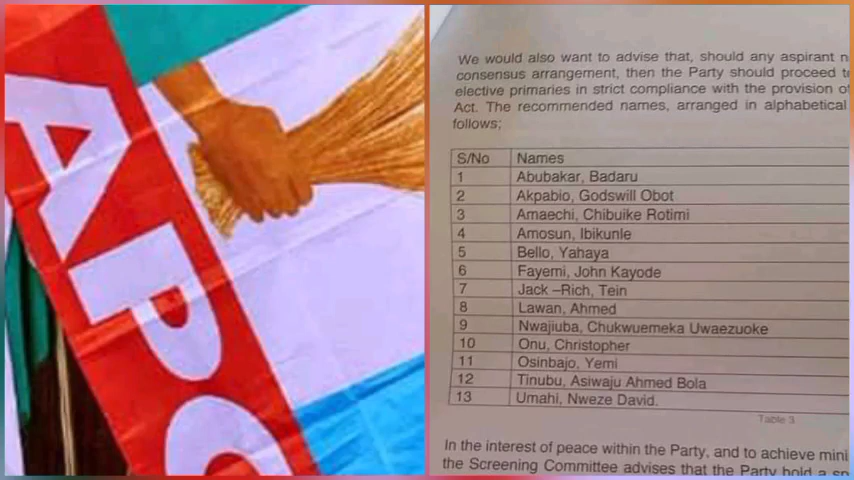 APC
We would also want to advise that, should any aspirant n
consensus arrangement, then the Party should proceed to
elective primaries in strict compliance with the provision of
Act. The recommended names, arranged in alphabetical
follows;
S/No Names
1 Abubakar, Badaru
2 Akpabio, Godswill Obot
3 Amaechi, Chibuike Rotimi
4 Amosun, Ibikunle
5 Bello, Yahaya
6 Fayemi, John Kayode
7 Jack –Rich, Tein
8 Lawan, Ahmed
9 Nwajiuba, Chukwuemeka Uwaezuoke
10 Onu, Christopher
11 Osinbajo, Yemi
12 Tinubu, Asiwaju Ahmed Bola
13 Umahi, Nweze David.
Table 3
In the interest of peace within the Party, and to achieve mini
the Screening Committee advises that the Party hold a sp